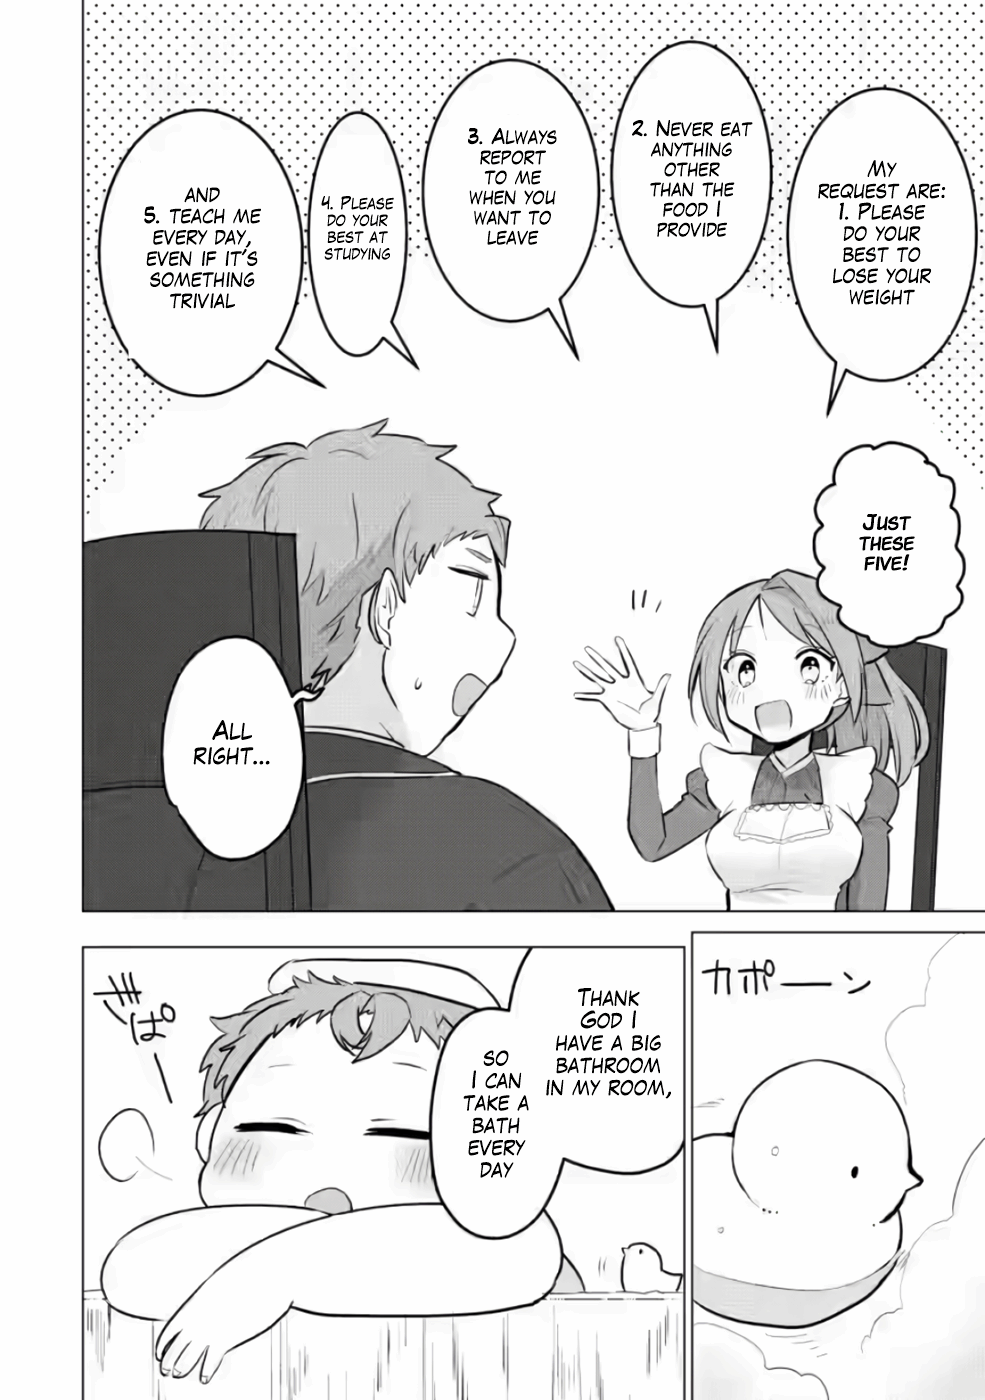 MY
REQUEST ARE:
1. PLEASE
DO YOUR
BEST TO
LOSE YOUR
WEIGHT
2. NEVER EAT
ANYTHING
OTHER
THAN THE
FOOD I
PROVIDE
3. ALWAYS
REPORT
TO ME
WHEN YOU
WANT TO
LEAVE
4. PLEASE
DO YOUR
BEST AT
STUDYING
AND
5. TEACH ME
EVERY DAY,
EVEN IF IT'S
SOMETHING
TRIVIAL
JUST
THESE
FIVE!
ALL
RIGHT...
カポーン
THANK
GOD I
HAVE A BIG
BATHROOM
IN MY ROOM,
SO
I CAN
TAKE A
BATH
EVERY
DAY
ぱー